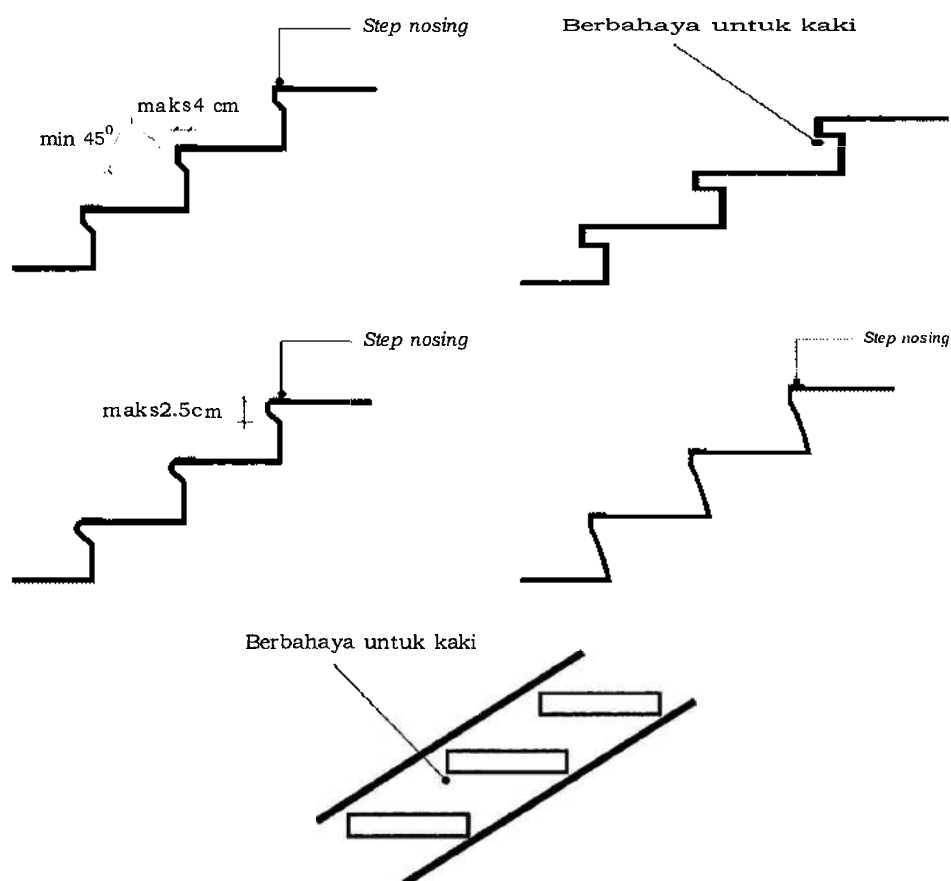 Step nosing
Berbahaya untuk kaki
maks4 cm
min 45⁰
Step nosing
maks2.5cm
Step nosing
Berbahaya untuk kaki